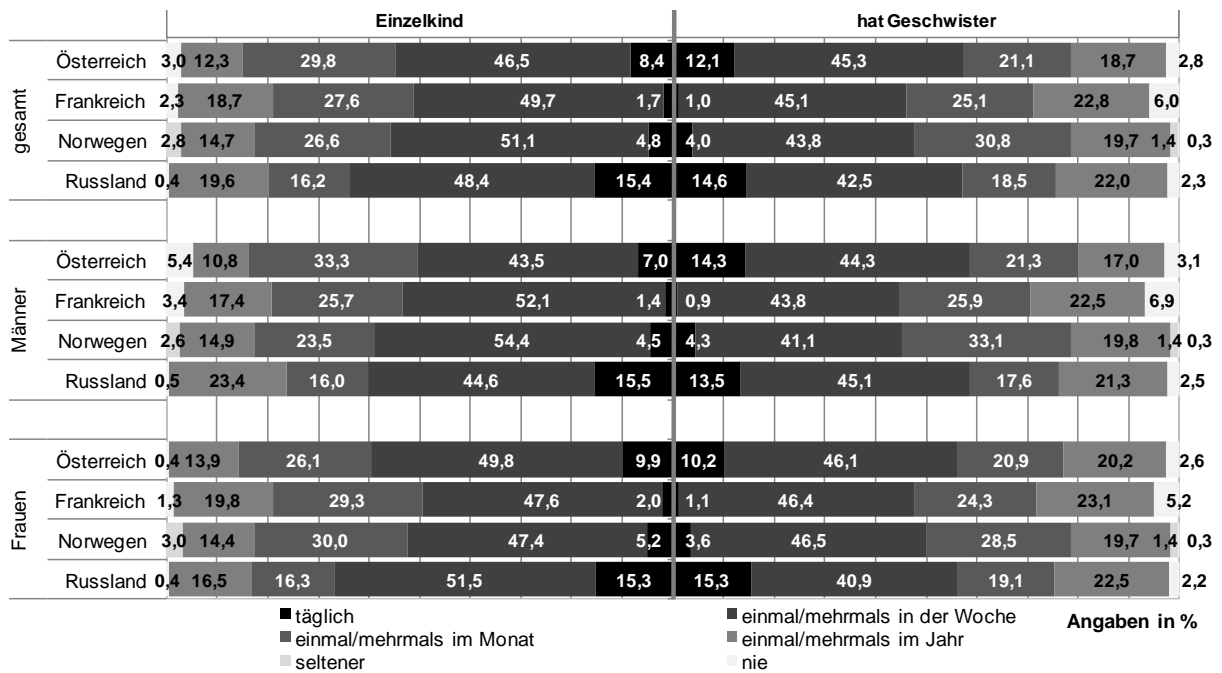 Einzelkind hat Geschwister
gesamt
Österreich 3,0 12,3 29,8 46,5 8,4 12,1 45,3 21,1 18,7 2,8
Frankreich 2,3 18,7 27,6 49,7 1,7 1,0 45,1 25,1 22,8 6,0
Norwegen 2,8 14,7 26,6 51,1 4,8 4,0 43,8 30,8 19,7 1,4 0,3
Russland 0,4 19,6 16,2 48,4 15,4 14,6 42,5 18,5 22,0 2,3
Männer
Österreich 5,4 10,8 33,3 43,5 7,0 14,3 44,3 21,3 17,0 3,1
Frankreich 3,4 17,4 25,7 52,1 1,4 0,9 43,8 25,9 22,5 6,9
Norwegen 2,6 14,9 23,5 54,4 4,5 4,3 41,1 33,1 19,8 1,4 0,3
Russland 0,5 23,4 16,0 44,6 15,5 13,5 45,1 17,6 21,3 2,5
Frauen
Österreich 0,4 13,9 26,1 49,8 9,9 10,2 46,1 20,9 20,2 2,6
Frankreich 1,3 19,8 29,3 47,6 2,0 1,1 46,4 24,3 23,1 5,2
Norwegen 3,0 14,4 30,0 47,4 5,2 3,6 46,5 28,5 19,7 1,4 0,3
Russland 0,4 16,5 16,3 51,5 15,3 15,3 40,9 19,1 22,5 2,2
täglich einmal/mehrmals in der Woche Angaben in %
einmal/mehrmals im Monat einmal/mehrmals im Jahr
seltener nie